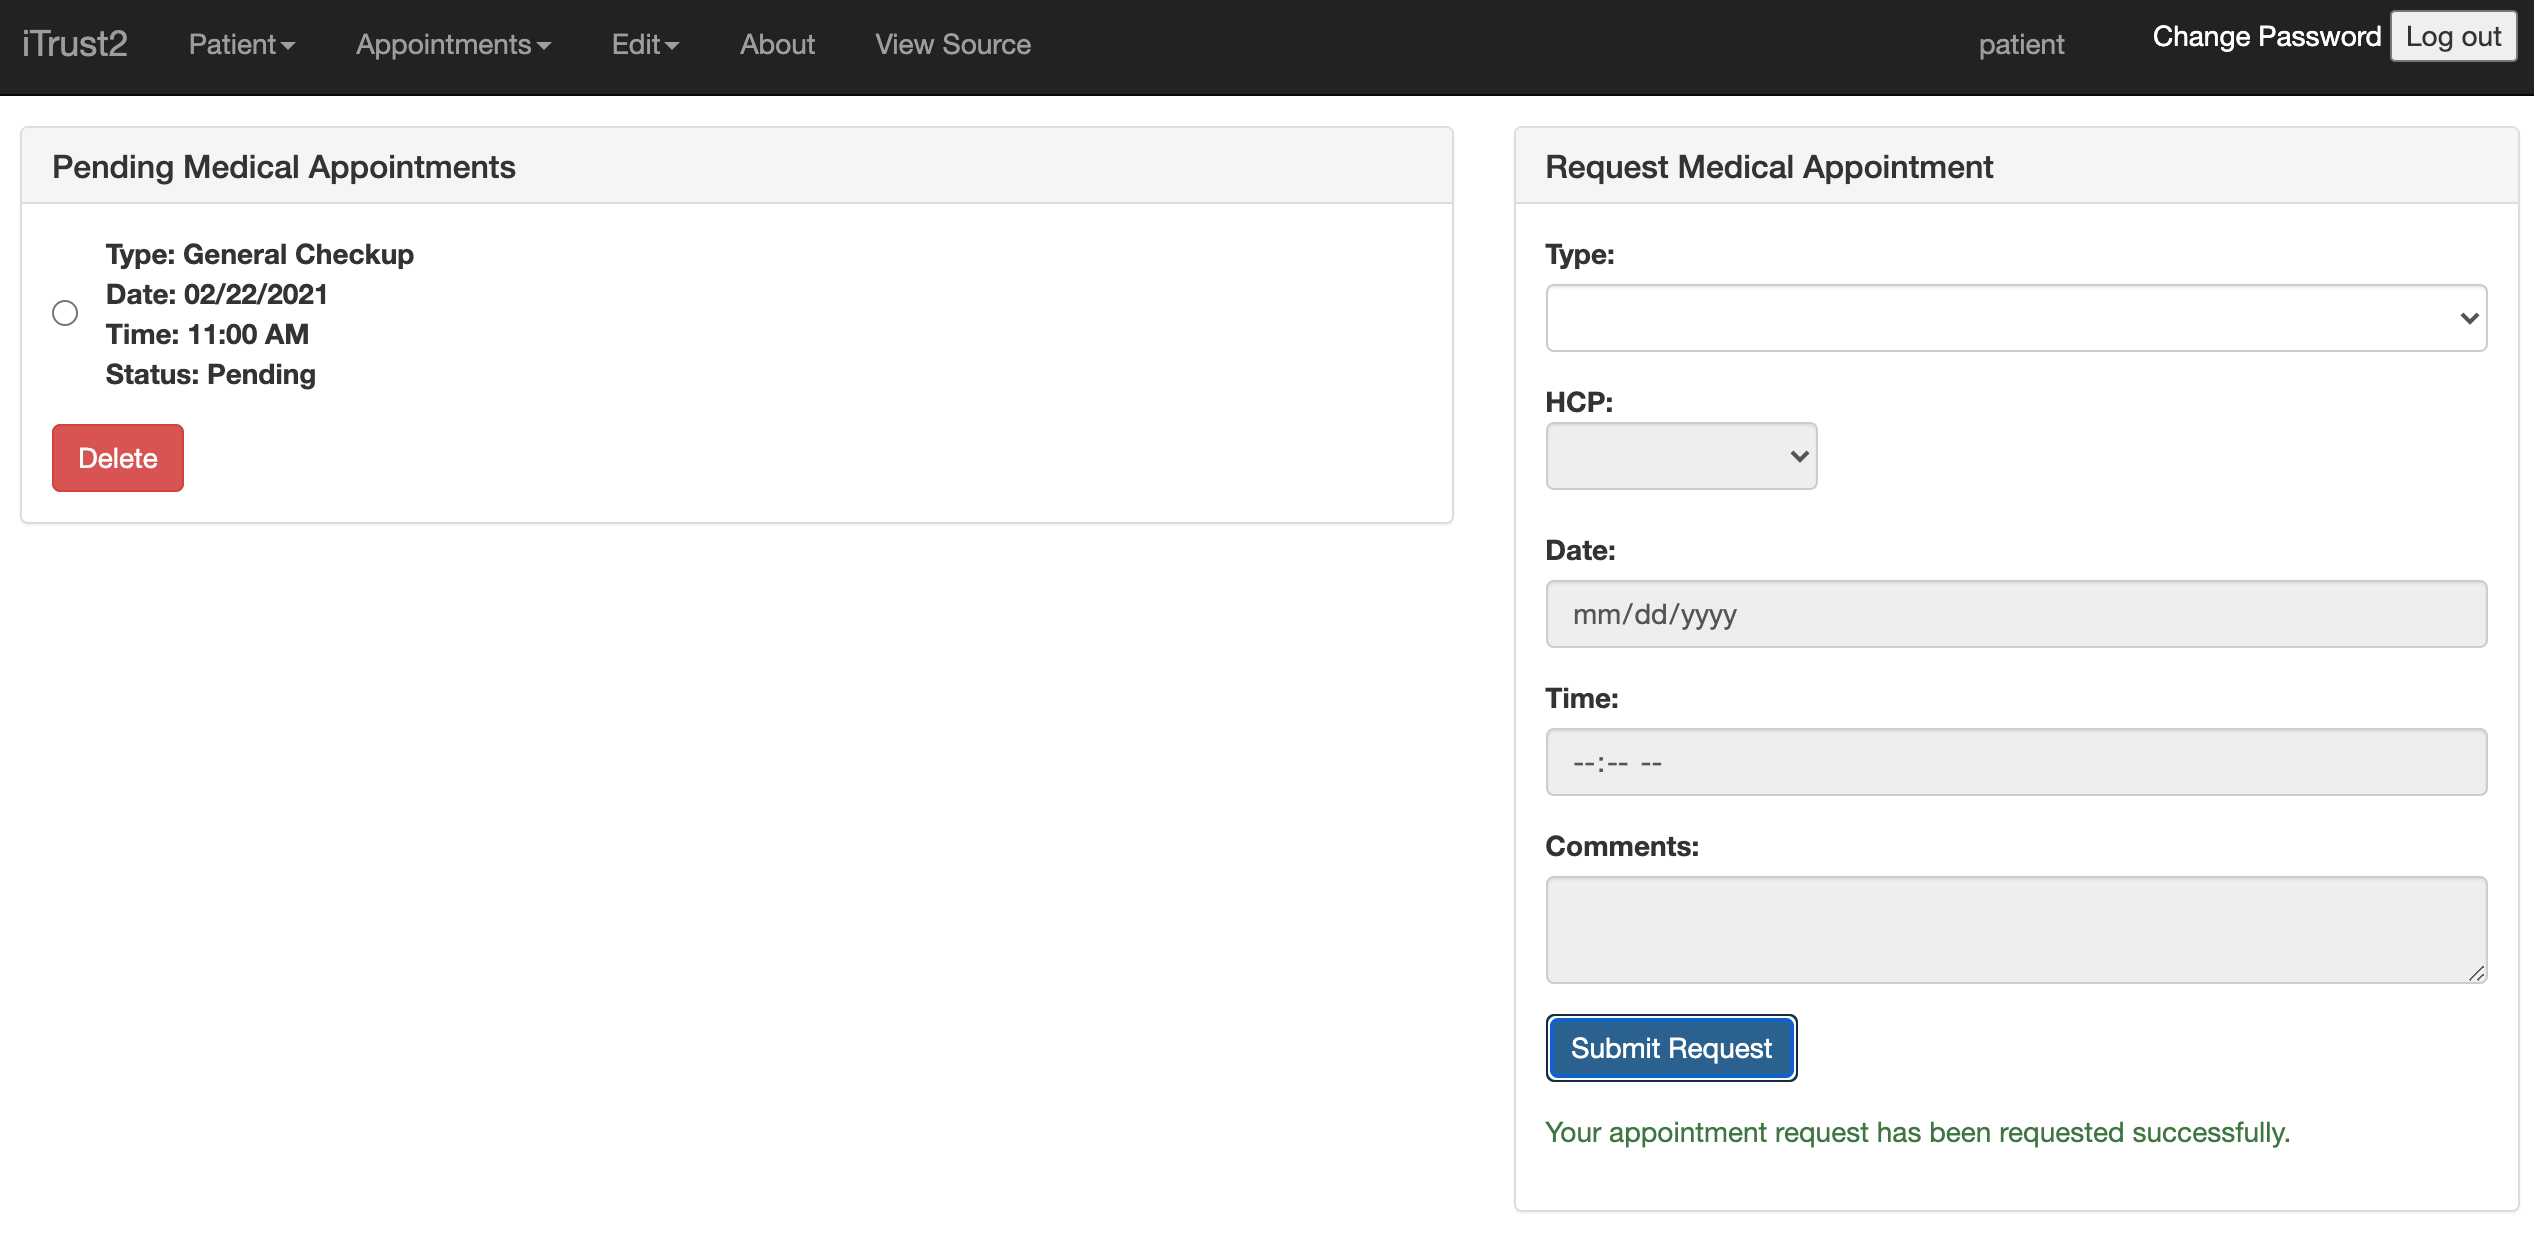 iTrust2 Patient Appointments Edit About View Source patient Change Password Log out
Pending Medical Appointments
Type: General Checkup
Date: 02/22/2021
Time: 11:00 AM
Status: Pending
Delete
Request Medical Appointment
Type:
HCP:
Date:
mm/dd/yyyy
Time:
--:-- --
Comments:
Submit Request
Your appointment request has been requested successfully.